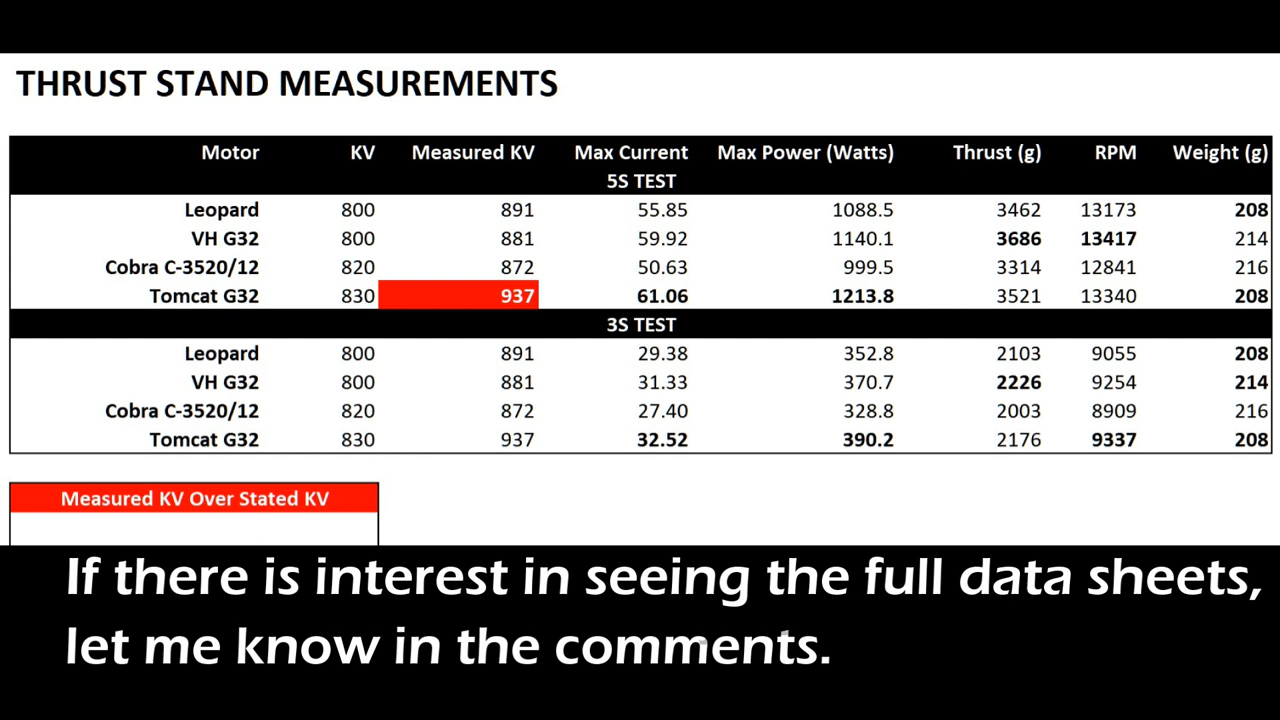 THRUST STAND MEASUREMENTS
Motor KV Measured KV Max Current Max Power (Watts) Thrust (g) RPM Weight (g)
5S TEST
Leopard 800 891 55.85 1088.5 3462 13173 208
VH G32 800 881 59.92 1140.1 3686 13417 214
Cobra C-3520/12 820 872 50.63 999.5 3314 12841 216
Tomcat G32 830 937 61.06 1213.8 3521 13340 208
3S TEST
Leopard 800 891 29.38 352.8 2103 9055 208
VH G32 800 881 31.33 370.7 2226 9254 214
Cobra C-3520/12 820 872 27.40 328.8 2003 8909 216
Tomcat G32 830 937 32.52 390.2 2176 9337 208
Measured KV Over Stated KV
If there is interest in seeing the full data sheets,
let me know in the comments.